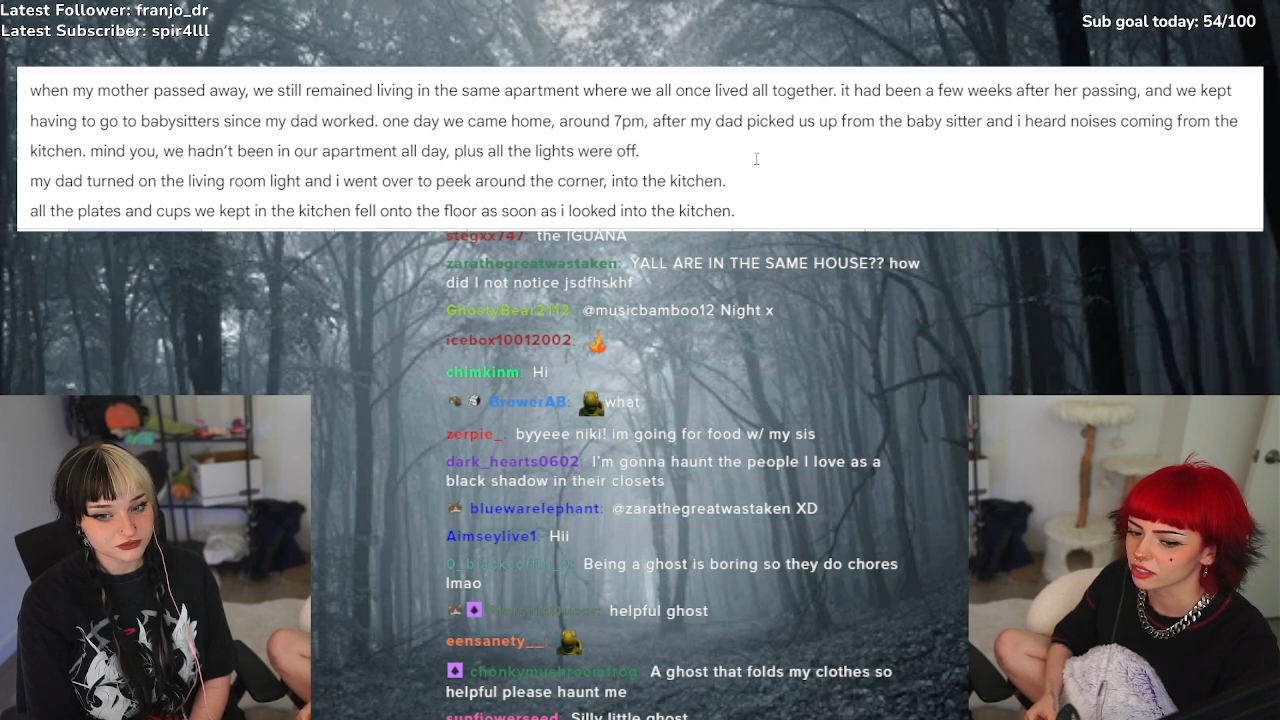 Latest Follower: franjo_dr
Latest Subscriber: spir4lll
Sub goal today: 54/100
when my mother passed away, we still remained living in the same apartment where we all once lived all together. it had been a few weeks after her passing, and we kept
having to go to babysitters since my dad worked. one day we came home, around 7pm, after my dad picked us up from the baby sitter and i heard noises coming from the
kitchen. mind you, we hadn’t been in our apartment all day, plus all the lights were off.
my dad turned on the living room light and i went over to peek around the corner, into the kitchen.
all the plates and cups we kept in the kitchen fell onto the floor as soon as i looked into the kitchen.
stegxx747: the IGUANA
zarathegreatwastaken: YALL ARE IN THE SAME HOUSE?? how
did I not notice jsdfhskhf
GhostyBear2112: @musicbamboo12 Night x
icebox10012002:
chimkinm: Hi
BrowerAB: what
zerpie_: byyeee niki! im going for food w/ my sis
dark_hearts0602: I'm gonna haunt the people I love as a
black shadow in their closets
bluewarelephant: @zarathegreatwastaken XD
Aimseylive1: Hii
Being a ghost is boring so they do chores
lmao
helpful ghost
eensanety__:
chonkymushroomfrog: A ghost that folds my clothes so
helpful please haunt me
sunflowerseed: Silly little ghost